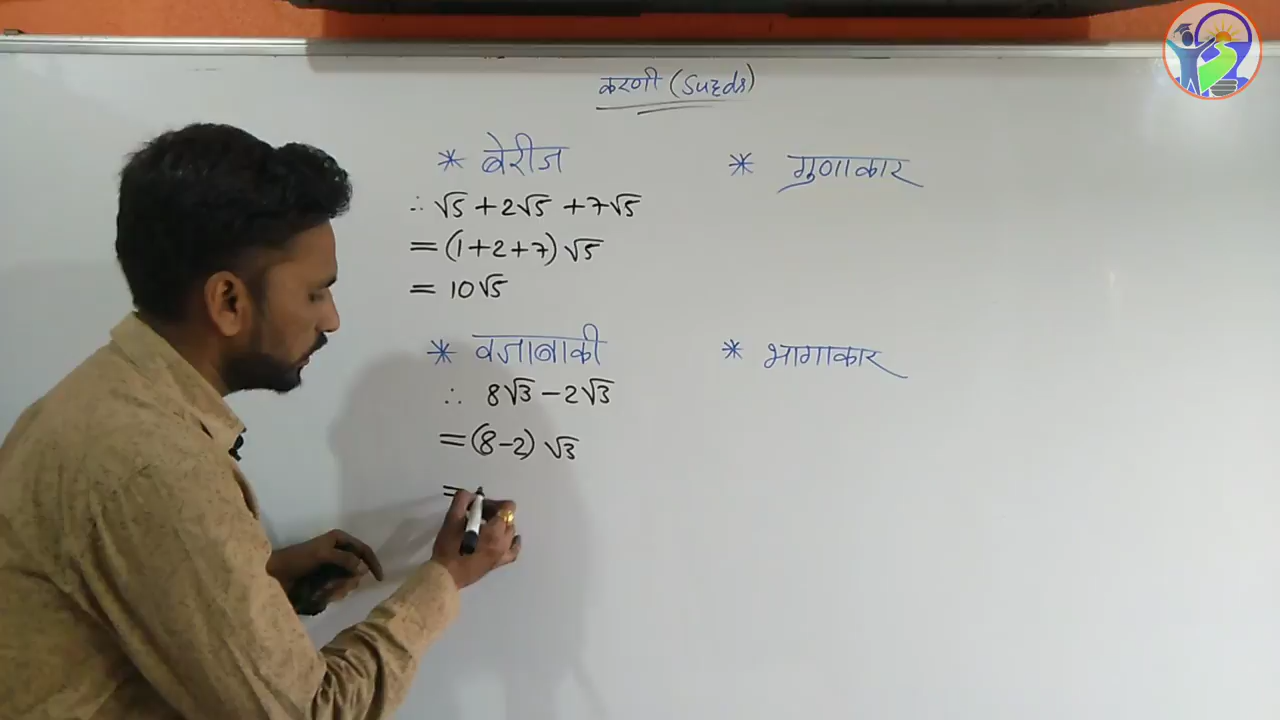 करणी (Surds)
* बेरीज
∴ √5 + 2√5 + 7√5
= (1+2+7) √5
= 10√5
* वजाबाकी
∴ 8√3 − 2√3
= (8−2) √3
=
* गुणाकार
* भागाकार